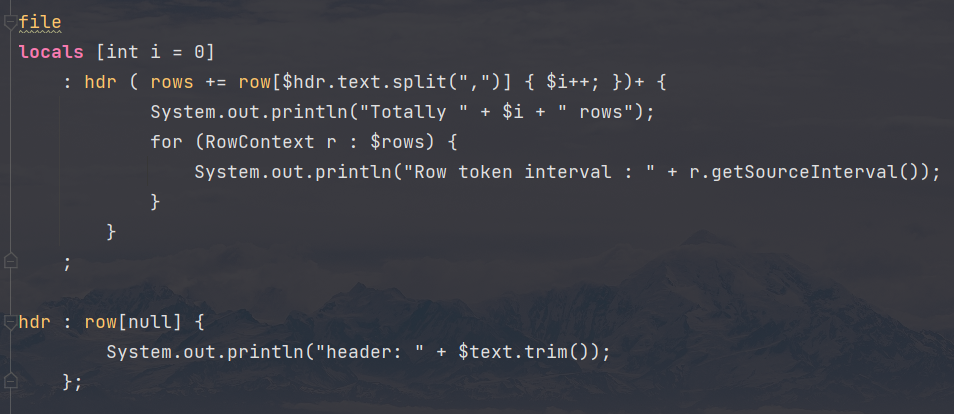 file
locals [int i = 0]
    : hdr ( rows += row[$hdr.text.split(",")] { $i++; })+ {
            System.out.println("Totally " + $i + " rows");
            for (RowContext r : $rows) {
                System.out.println("Row token interval : " + r.getSourceInterval());
            }
        }
    ;

hdr : row[null] {
        System.out.println("header: " + $text.trim());
    };